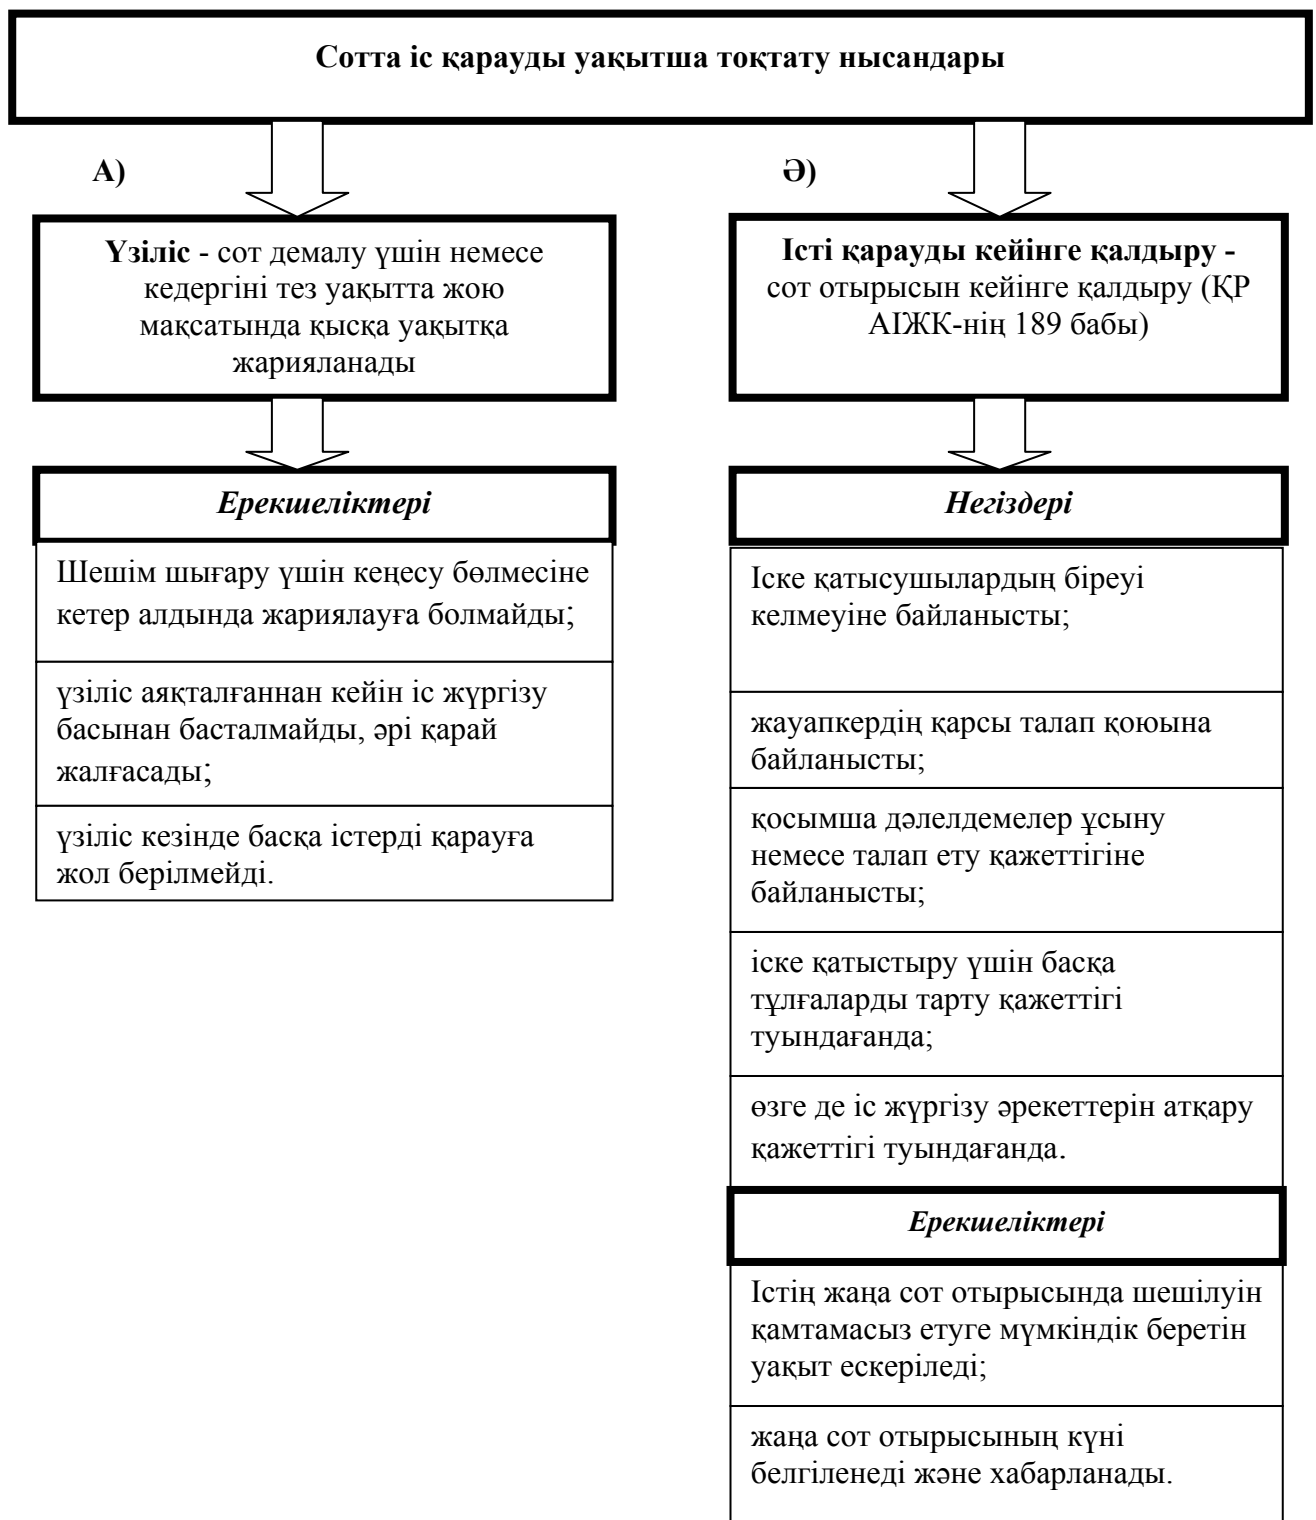 Сотта іс қарауды уақытша тоқтату нысандары
А)
Үзіліс - сот демалу үшін немесе
кедергіні тез уақытта жою
мақсатында қысқа уақытқа
жарияланады
Ерекшеліктері
Шешім шығару үшін кеңесу бөлмесіне
кетер алдында жариялауға болмайды;
үзіліс аяқталғаннан кейін іс жүргізу
басынан басталмайды, әрі қарай
жалғасады;
үзіліс кезінде басқа істерді қарауға
жол берілмейді.
Ә)
Істі қарауды кейінге қалдыру -
сот отырысын кейінге қалдыру (ҚР
АІЖК-нің 189 бабы)
Негіздері
Іске қатысушылардың біреуі
келмеуіне байланысты;
жауапкердің қарсы талап қоюына
байланысты;
қосымша дәлелдемелер ұсыну
немесе талап ету қажеттігіне
байланысты;
іске қатыстыру үшін басқа
тұлғаларды тарту қажеттігі
туындағанда;
өзге де іс жүргізу әрекеттерін атқару
қажеттігі туындағанда.
Ерекшеліктері
Істің жаңа сот отырысында шешілуін
қамтамасыз етуге мүмкіндік беретін
уақыт ескеріледі;
жаңа сот отырысының күні
белгіленеді және хабарланады.